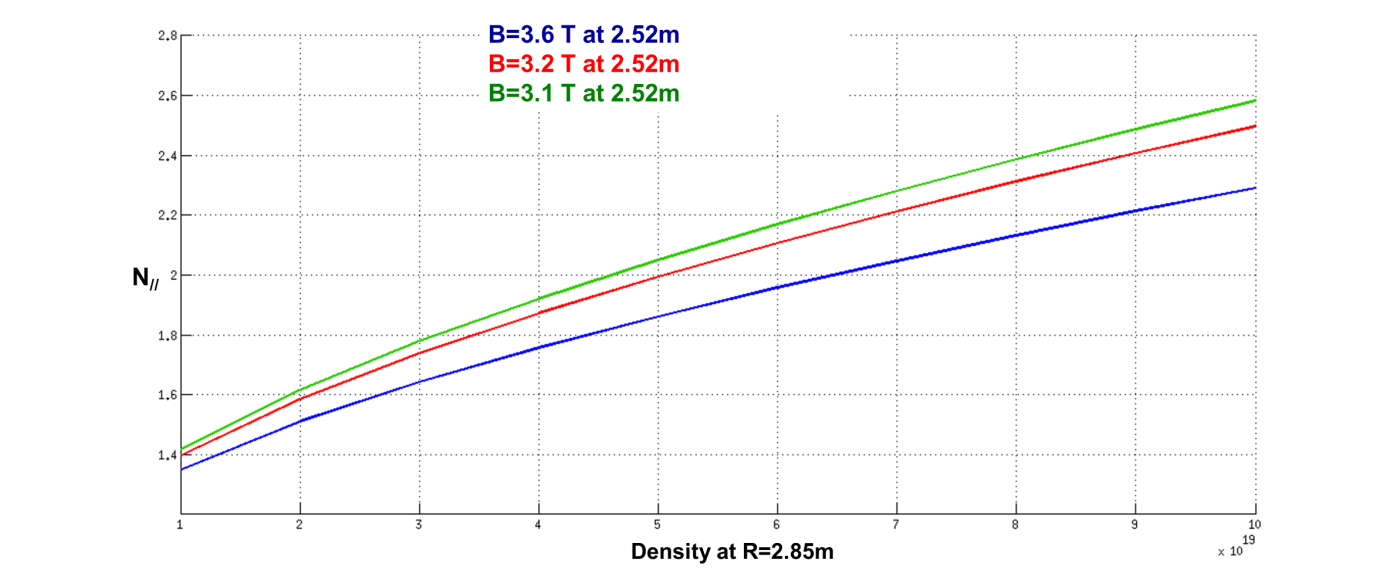 B=3.6 T at 2.52m
B=3.2 T at 2.52m
B=3.1 T at 2.52m
2.8
2.6
2.4
2.2
2
1.8
1.6
1.4
N//
1 2 3 4 5 6 7 8 9 10
x 10 19
Density at R=2.85m